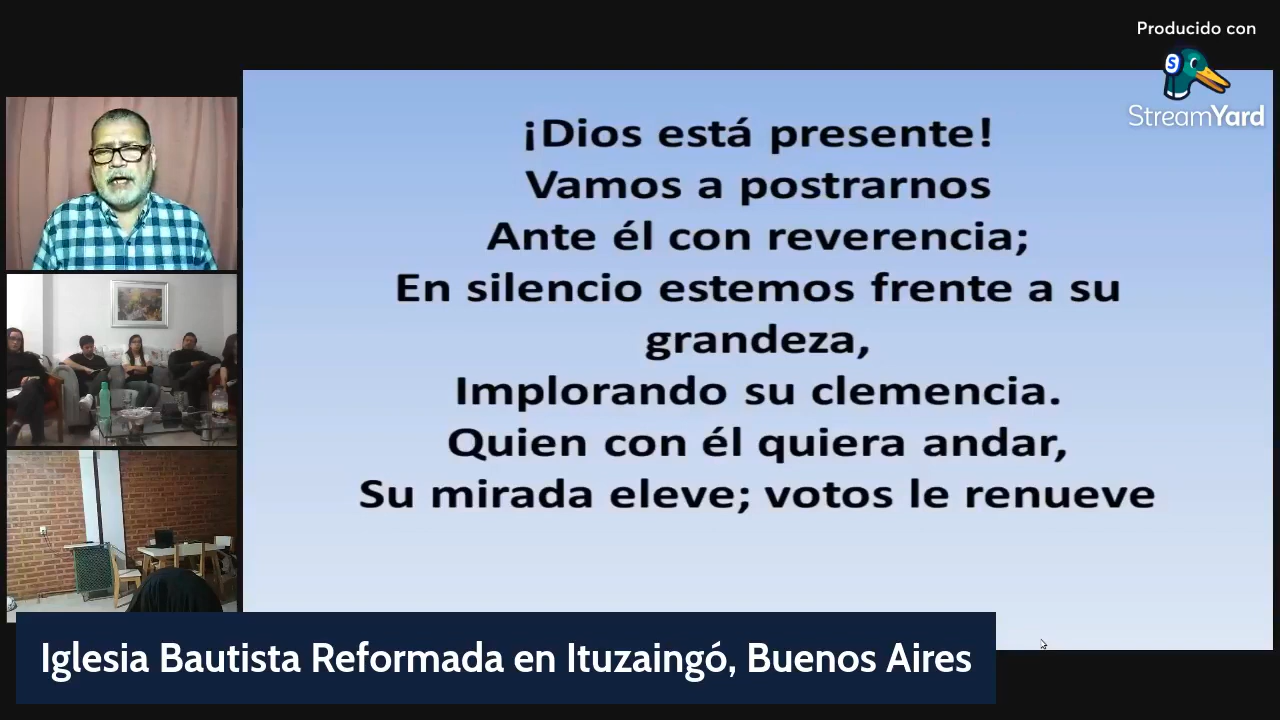 Producido con
S
StreamYard
¡Dios está presente!
Vamos a postrarnos
Ante él con reverencia;
En silencio estemos frente a su
grandeza,
Implorando su clemencia.
Quien con él quiera andar,
Su mirada eleve; votos le renueve
Iglesia Bautista Reformada en Ituzaingó, Buenos Aires